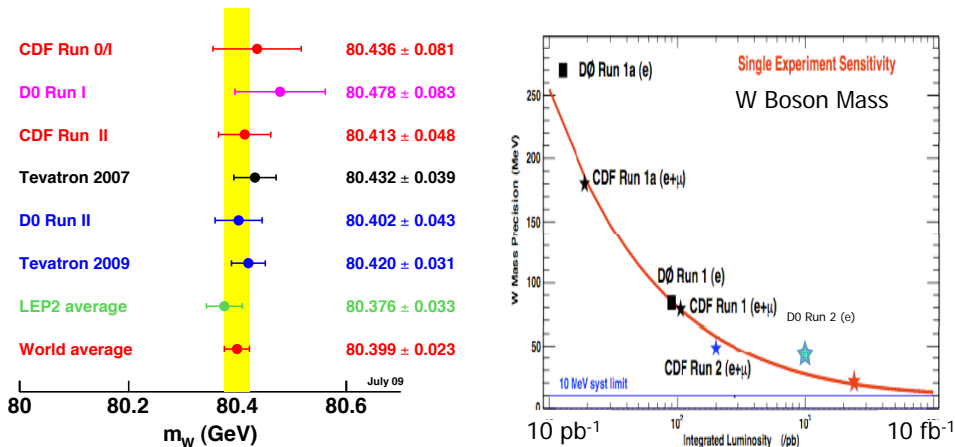 CDF Run 0/I 80.436 ± 0.081
D0 Run I 80.478 ± 0.083
CDF Run II 80.413 ± 0.048
Tevatron 2007 80.432 ± 0.039
D0 Run II 80.402 ± 0.043
Tevatron 2009 80.420 ± 0.031
LEP2 average 80.376 ± 0.033
World average 80.399 ± 0.023
July 09
80 80.2 80.4 80.6
mW (GeV)
DØ Run 1a (e)
Single Experiment Sensitivity
W Boson Mass
250
200
CDF Run 1a (e+μ)
150
W Mass Precision (MeV)
100
DØ Run 1 (e)
CDF Run 1 (e+μ)
D0 Run 2 (e)
50
CDF Run 2 (e+μ)
10 NeV syst limit
0
10 pb-1
10 fb-1
Integrated Luminosity (/pb)